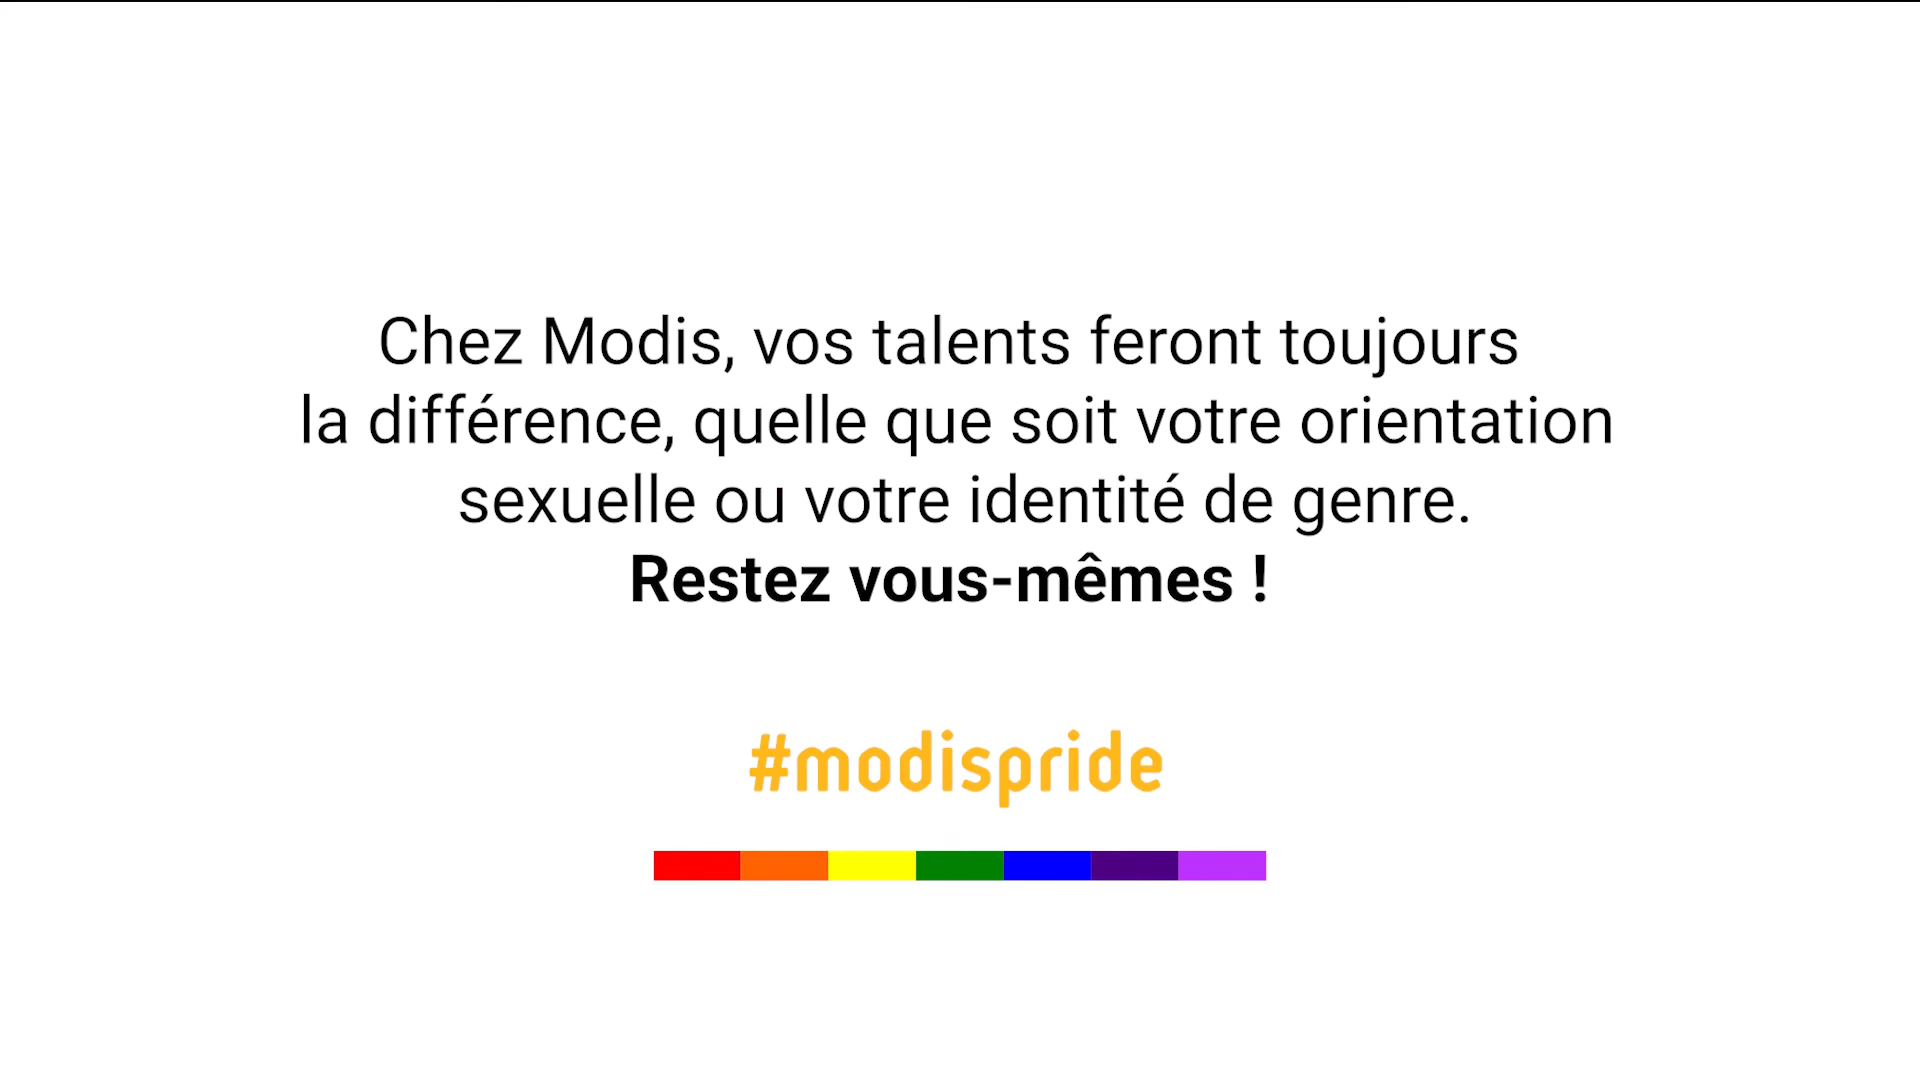 Chez Modis, vos talents feront toujours
la différence, quelle que soit votre orientation
sexuelle ou votre identité de genre.
Restez vous-mêmes !
#modispride